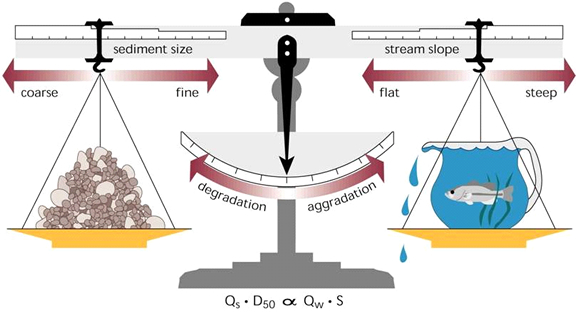 sediment size
stream slope
coarse
fine
flat
steep
degradation
aggradation
Qs • D50 ∝ Qw • S